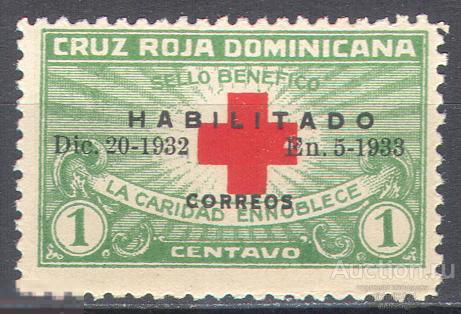 CRUZ ROJA DOMINICANA
SELLO BENEFICO
HABILITADO
Dic. 20-1932 En. 5-1933
LA CARIDAD ENNOBLECE
CORREOS
1 1
CENTAVO
Auction.ru